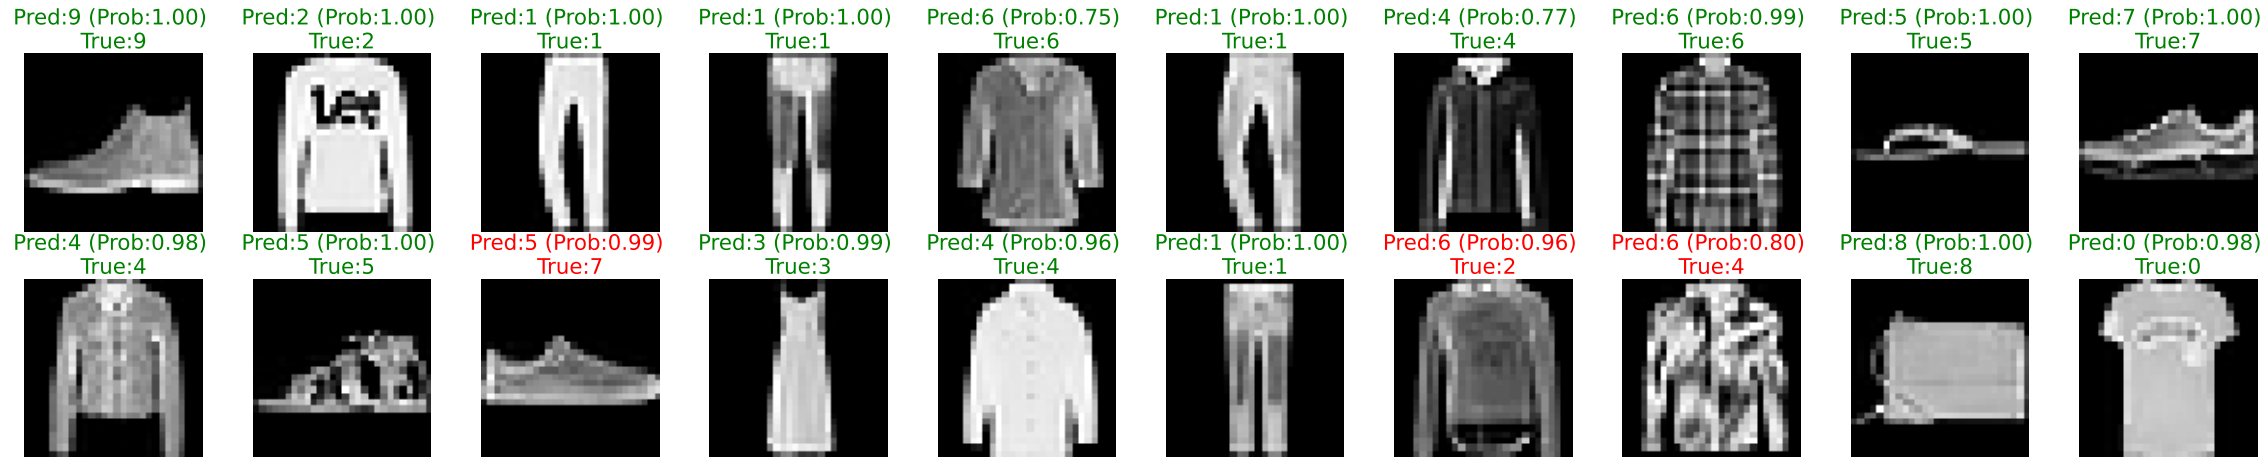 Pred:9 (Prob:1.00)
True:9
Pred:2 (Prob:1.00)
True:2
Pred:1 (Prob:1.00)
True:1
Pred:1 (Prob:1.00)
True:1
Pred:6 (Prob:0.75)
True:6
Pred:1 (Prob:1.00)
True:1
Pred:4 (Prob:0.77)
True:4
Pred:6 (Prob:0.99)
True:6
Pred:5 (Prob:1.00)
True:5
Pred:7 (Prob:1.00)
True:7
Lee
Pred:4 (Prob:0.98)
True:4
Pred:5 (Prob:1.00)
True:5
Pred:5 (Prob:0.99)
True:7
Pred:3 (Prob:0.99)
True:3
Pred:4 (Prob:0.96)
True:4
Pred:1 (Prob:1.00)
True:1
Pred:6 (Prob:0.96)
True:2
Pred:6 (Prob:0.80)
True:4
Pred:8 (Prob:1.00)
True:8
Pred:0 (Prob:0.98)
True:0